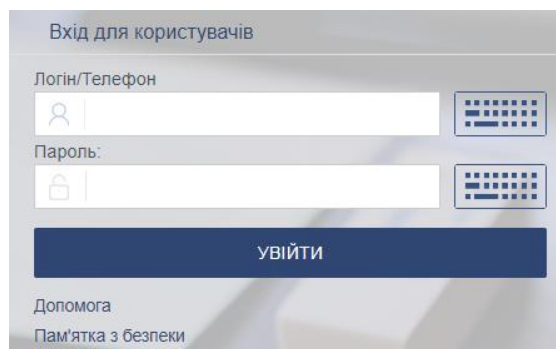 Вхід для користувачів
Логін/Телефон
Пароль:
УВІЙТИ
Допомога
Пам'ятка з безпеки